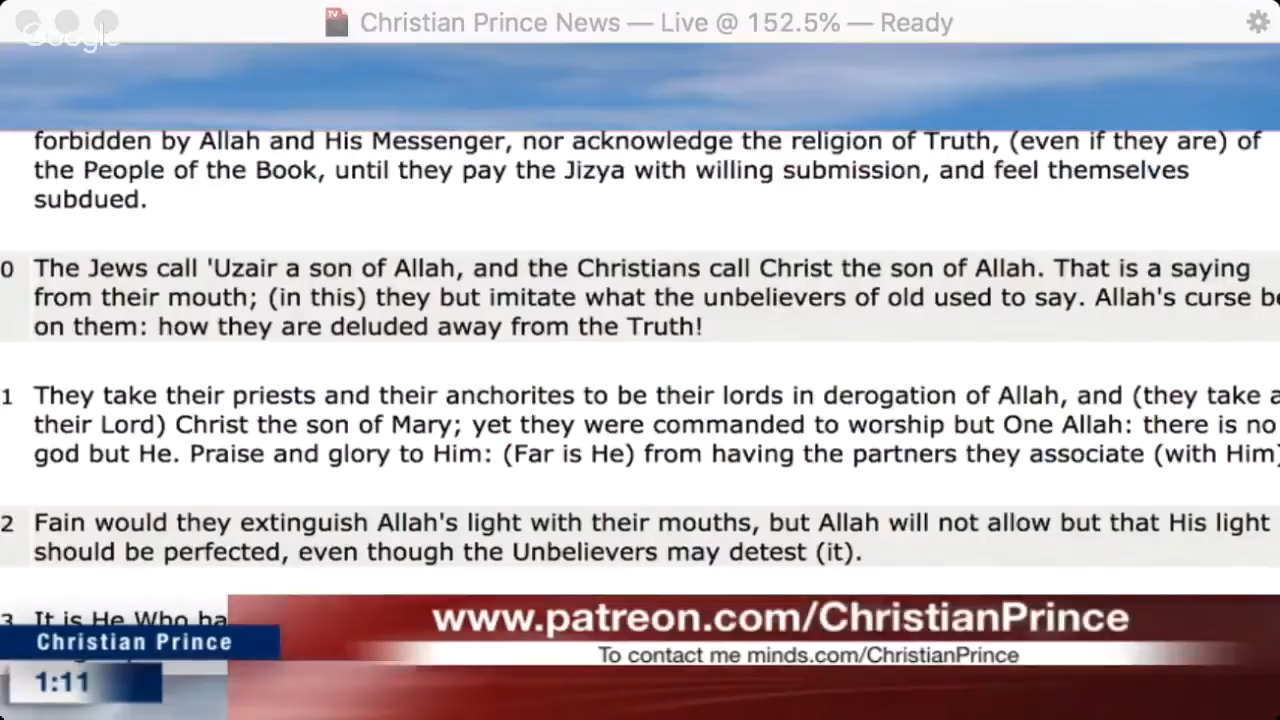 Google
Christian Prince News — Live @ 152.5% — Ready
forbidden by Allah and His Messenger, nor acknowledge the religion of Truth, (even if they are) of
the People of the Book, until they pay the Jizya with willing submission, and feel themselves
subdued.
0 The Jews call 'Uzair a son of Allah, and the Christians call Christ the son of Allah. That is a saying
from their mouth; (in this) they but imitate what the unbelievers of old used to say. Allah's curse be
on them: how they are deluded away from the Truth!
1 They take their priests and their anchorites to be their lords in derogation of Allah, and (they take a
their Lord) Christ the son of Mary; yet they were commanded to worship but One Allah: there is no
god but He. Praise and glory to Him: (Far is He) from having the partners they associate (with Him)
2 Fain would they extinguish Allah's light with their mouths, but Allah will not allow but that His light
should be perfected, even though the Unbelievers may detest (it).
3 It is He Who ha
www.patreon.com/ChristianPrince
Christian Prince
To contact me minds.com/ChristianPrince
1:11